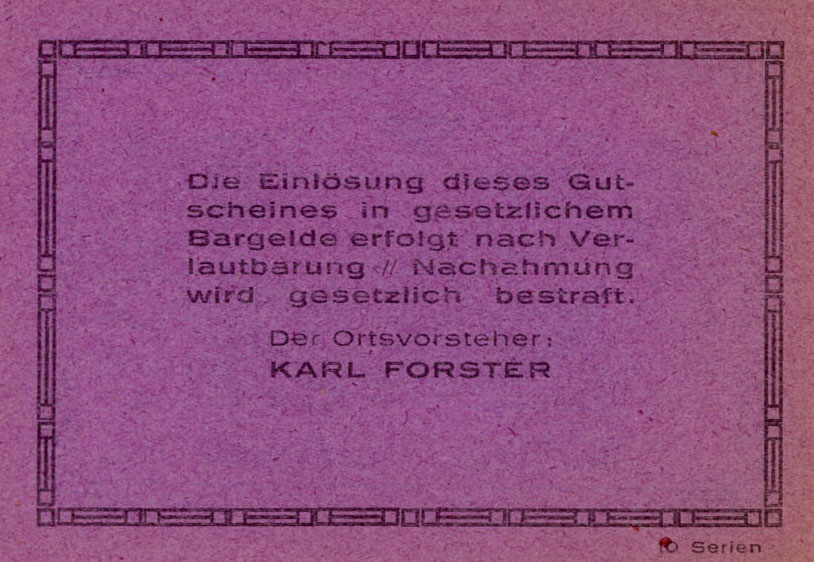 Die Einlösung dieses Gut-
scheines in gesetzlichem
Bargelde erfolgt nach Ver-
lautbarung // Nachahmung
wird gesetzlich bestraft.
Der Ortsvorsteher:
KARL FORSTER
10 Serien